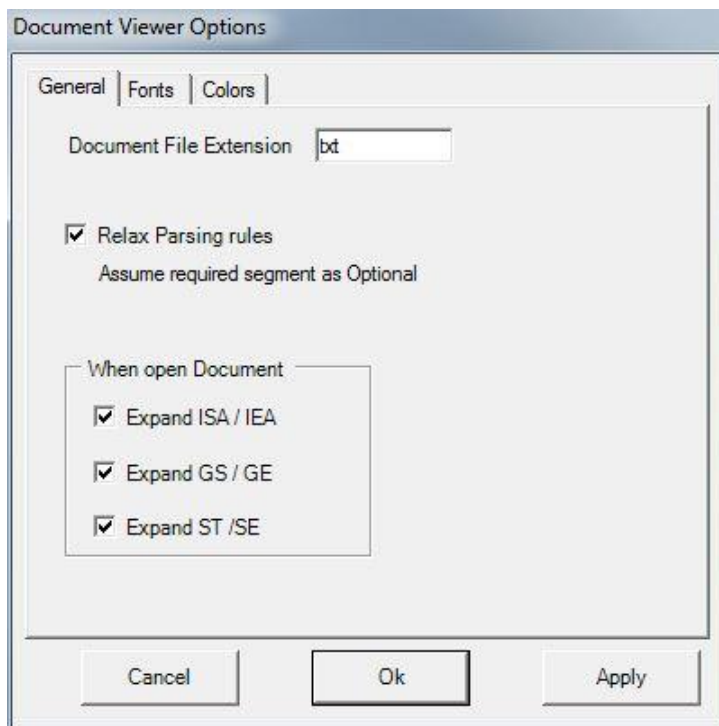 Document Viewer Options
General Fonts Colors
Document File Extension txt
Relax Parsing rules
Assume required segment as Optional
When open Document
Expand ISA / IEA
Expand GS / GE
Expand ST /SE
Cancel Ok Apply